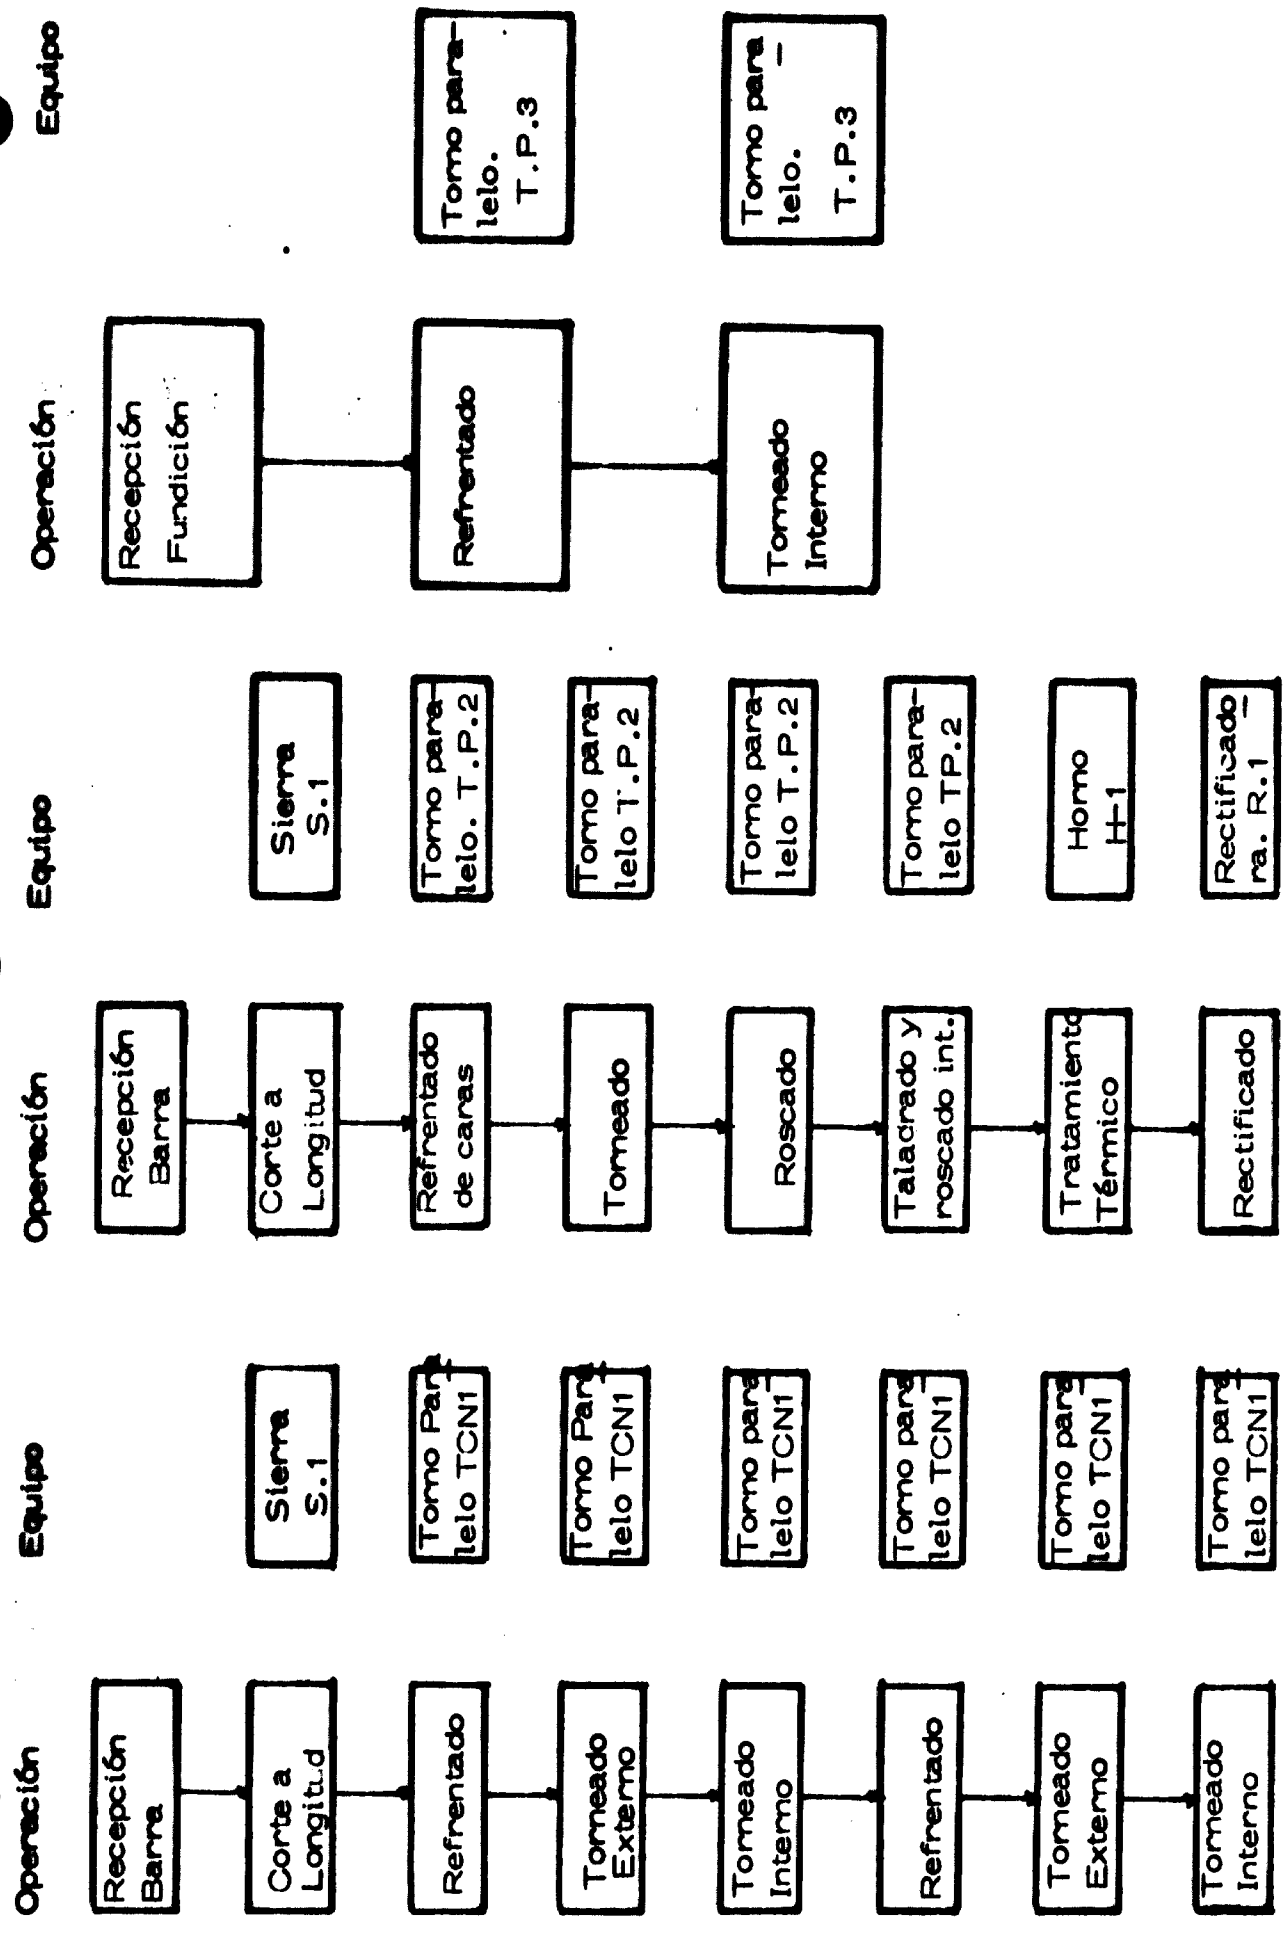 Operación
Recepción
Barra
Corte a
Longitud
Refrentado
Torneado
Externo
Torneado
Interno
Refrentado
Torneado
Externo
Torneado
Interno
Equipo
Sierra
S.1
Torno Para
lelo TCN1
Torno Para
lelo TCN1
Torno para
lelo TCN1
Torno para
lelo TCN1
Torno para
lelo TCN1
Torno para
lelo TCN1
Operación
Recepción
Barra
Corte a
Longitud
Refrentado
de caras
Torneado
Roscado
Taladrado y
roscado int.
Tratamiento
Térmico
Rectificado
Equipo
Sierra
S.1
Torno para-
lelo. T.P.2
Torno para-
lelo T.P.2
Torno para-
lelo T.P.2
Torno para-
lelo TP.2
Horno
H-1
Rectificado
ra. R.1
Operación
Recepción
Fundición
Refrentado
Torneado
Interno
Equipo
Torno para-
lelo.
T.P.3
Torno para
lelo.
T.P.3